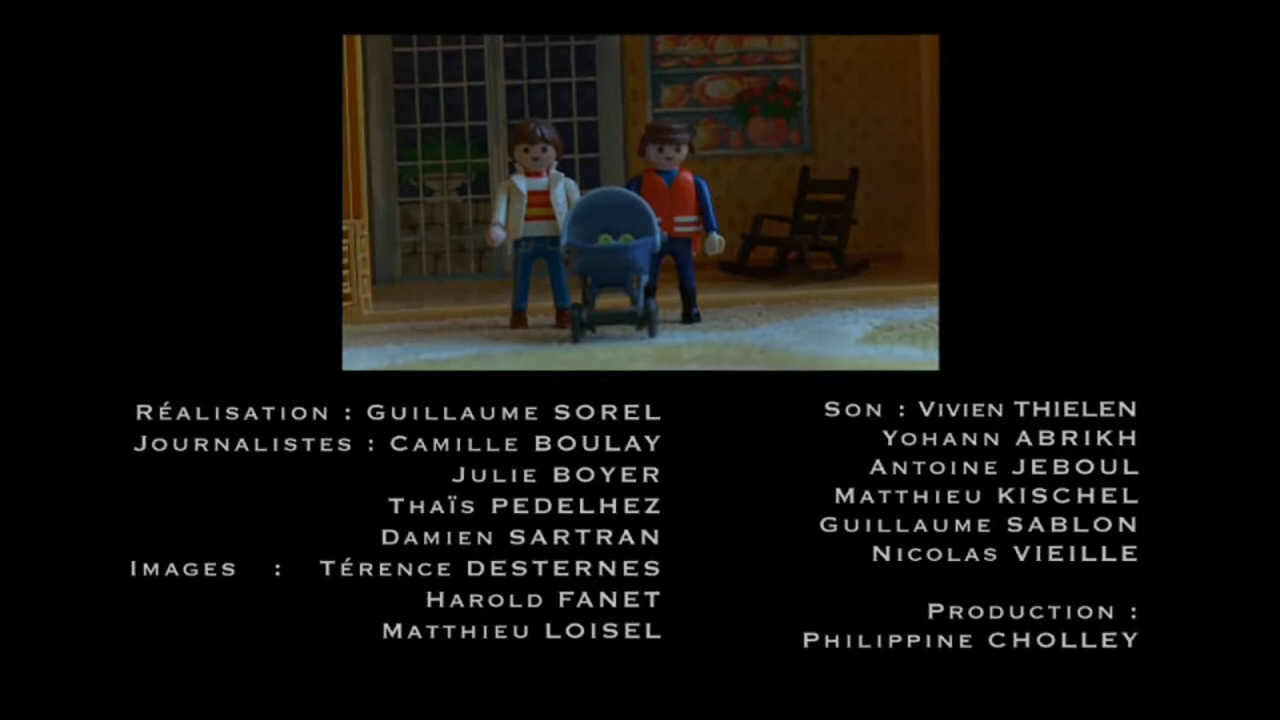 Réalisation : Guillaume SOREL
Journalistes : Camille BOULAY
Julie BOYER
Thaïs PEDELHEZ
Damien SARTRAN
Images : Térence DESTERNES
Harold FANET
Matthieu LOISEL
Son : Vivien THIELEN
Yohann ABRIKH
Antoine JEBOUL
Matthieu KISCHEL
Guillaume SABLON
Nicolas VIEILLE
Production :
Philippine CHOLLEY